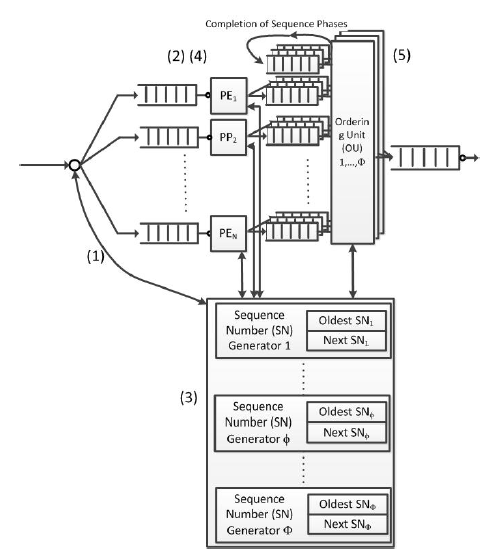 Completion of Sequence Phases
(2) (4)
(5)
PE1
PP2
Orderin
g Unit
(OU)
1,...,Φ
PEN
(1)
Sequence
Number (SN)
Generator 1
Oldest SN1
Next SN1
(3)
Sequence
Number (SN)
Generator ϕ
Oldest SNϕ
Next SNϕ
Sequence
Number (SN)
Generator Φ
Oldest SNΦ
Next SNΦ